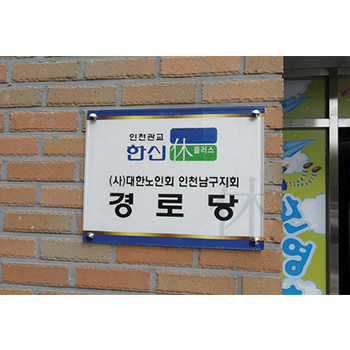 인천관교
한신 休 플러스
(사)대한노인회 인천남구지회
경로당